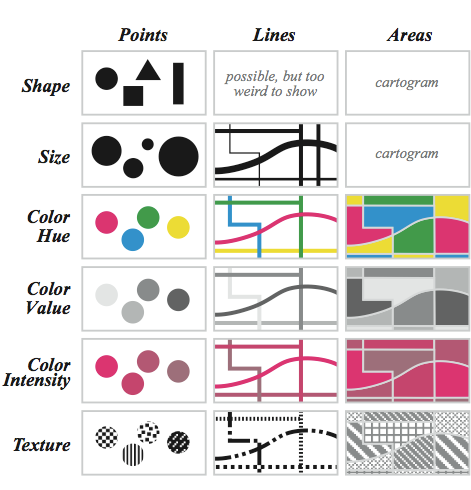 Points Lines Areas
Shape
possible, but too
weird to show
cartogram
Size
cartogram
Color
Hue
Color
Value
Color
Intensity
Texture